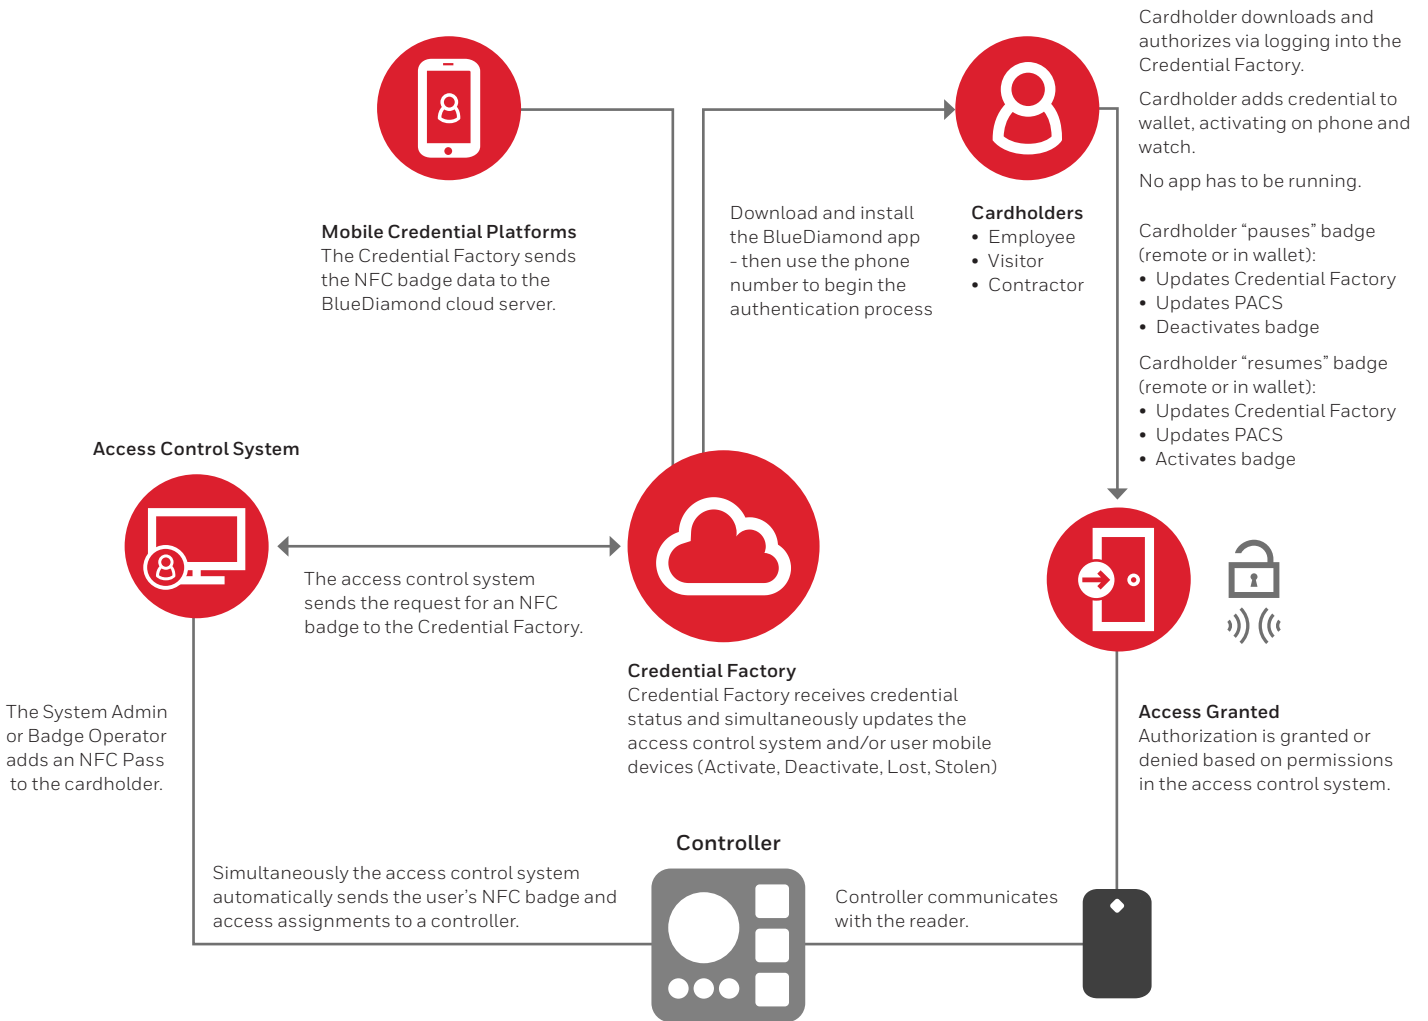 Cardholder downloads and
authorizes via logging into the
Credential Factory.
Cardholder adds credential to
wallet, activating on phone and
watch.
No app has to be running.
Mobile Credential Platforms
The Credential Factory sends
the NFC badge data to the
BlueDiamond cloud server.
Download and install
the BlueDiamond app
- then use the phone
number to begin the
authentication process
Cardholders
• Employee
• Visitor
• Contractor
Cardholder “pauses” badge
(remote or in wallet):
• Updates Credential Factory
• Updates PACS
• Deactivates badge
Cardholder “resumes” badge
(remote or in wallet):
• Updates Credential Factory
• Updates PACS
• Activates badge
Access Control System
The access control system
sends the request for an NFC
badge to the Credential Factory.
Credential Factory
Credential Factory receives credential
status and simultaneously updates the
access control system and/or user mobile
devices (Activate, Deactivate, Lost, Stolen)
The System Admin
or Badge Operator
adds an NFC Pass
to the cardholder.
Access Granted
Authorization is granted or
denied based on permissions
in the access control system.
Controller
Simultaneously the access control system
automatically sends the user’s NFC badge and
access assignments to a controller.
Controller communicates
with the reader.